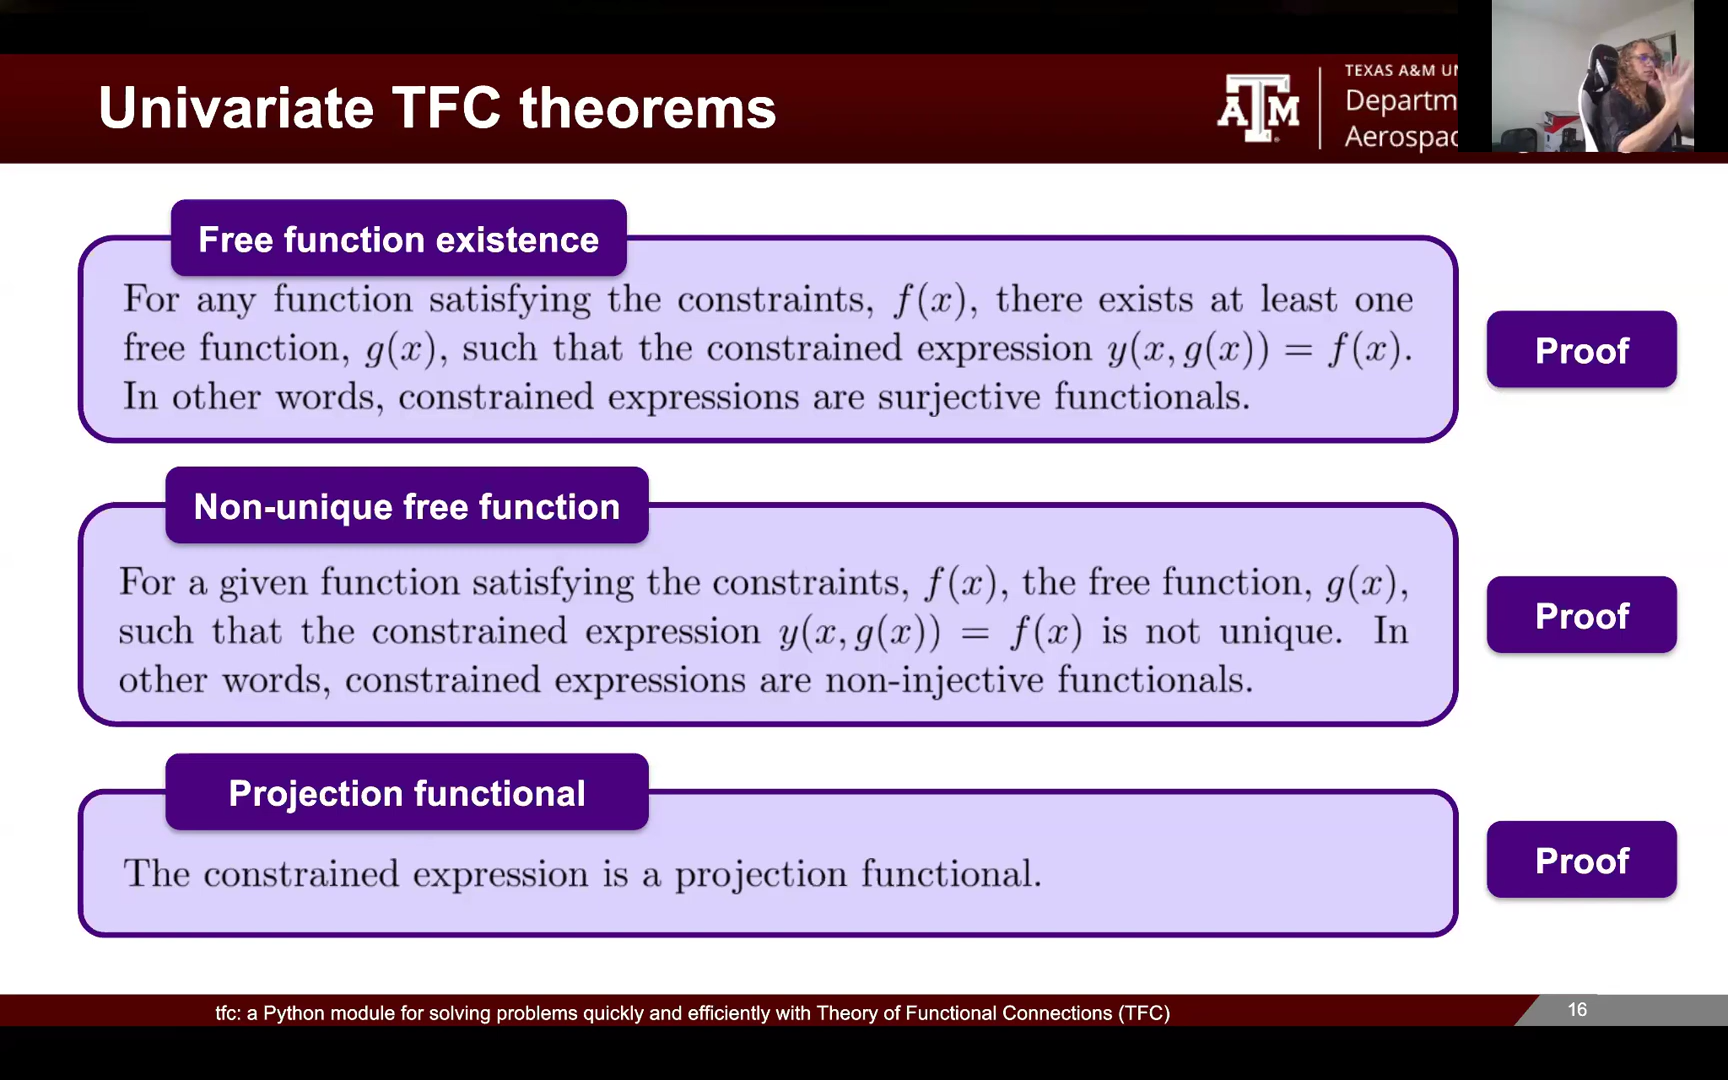 Univariate TFC theorems
ATM
TEXAS A&M
Aerospac
Free function existence
For any function satisfying the constraints, f(x), there exists at least one
free function, g(x), such that the constrained expression y(x, g(x)) = f(x).
In other words, constrained expressions are surjective functionals.
Proof
Non-unique free function
For a given function satisfying the constraints, f(x), the free function, g(x),
such that the constrained expression y(x, g(x)) = f(x) is not unique. In
other words, constrained expressions are non-injective functionals.
Proof
Projection functional
The constrained expression is a projection functional.
Proof
tfc: a Python module for solving problems quickly and efficiently with Theory of Functional Connections (TFC)
16